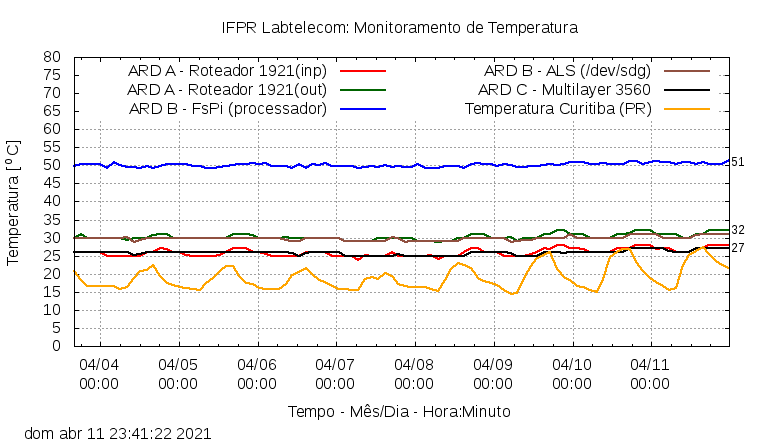 IFPR Labtelecom: Monitoramento de Temperatura
ARD A - Roteador 1921(inp)
ARD A - Roteador 1921(out)
ARD B - FsPi (processador)
ARD B - ALS (/dev/sdg)
ARD C - Multilayer 3560
Temperatura Curitiba (PR)
Temperatura [ °C]
80
75
70
65
60
55
50
45
40
35
30
25
20
15
10
5
0
51
32
27
04/04 04/05 04/06 04/07 04/08 04/09 04/10 04/11
00:00 00:00 00:00 00:00 00:00 00:00 00:00 00:00
Tempo - Mês/Dia - Hora:Minuto
dom abr 11 23:41:22 2021